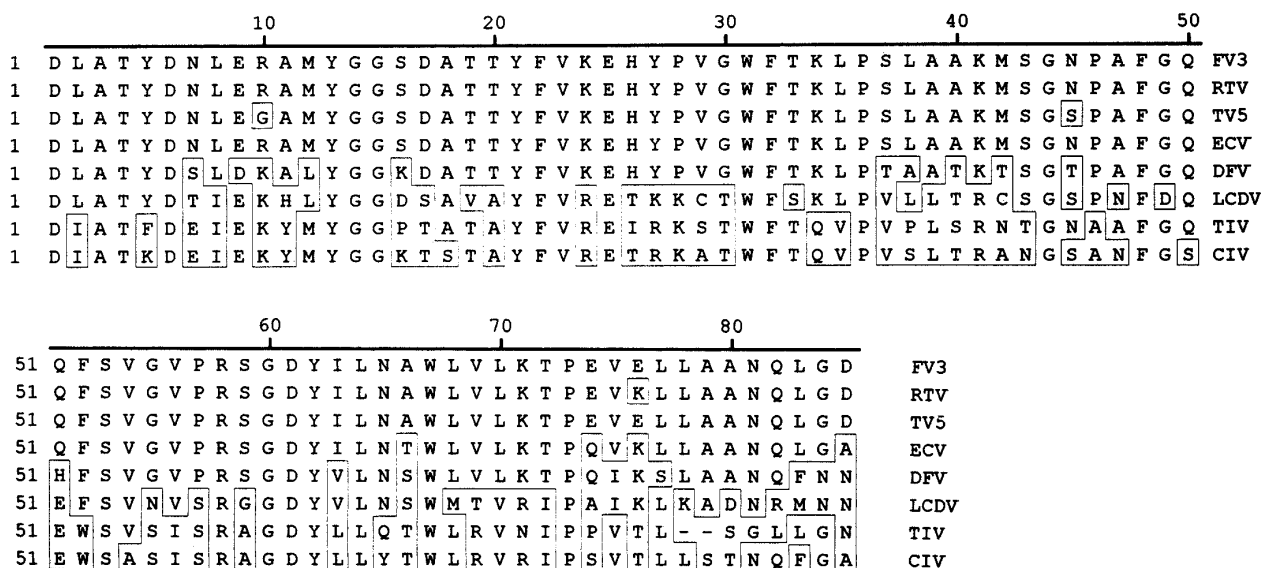 10 20 30 40 50
1 D L A T Y D N L E R A M Y G G S D A T T Y F V K E H Y P V G W F T K L P S L A A K M S G N P A F G Q FV3
1 D L A T Y D N L E R A M Y G G S D A T T Y F V K E H Y P V G W F T K L P S L A A K M S G N P A F G Q RTV
1 D L A T Y D N L E G A M Y G G S D A T T Y F V K E H Y P V G W F T K L P S L A A K M S G S P A F G Q TV5
1 D L A T Y D N L E R A M Y G G S D A T T Y F V K E H Y P V G W F T K L P S L A A K M S G N P A F G Q ECV
1 D L A T Y D S L D K A L Y G G K D A T T Y F V K E H Y P V G W F T K L P T A A T K T S G T P A F G Q DFV
1 D L A T Y D T I E K H L Y G G D S A V A Y F V R E T K K C T W F S K L P V L L T R C S G S P N F D Q LCDV
1 D I A T F D E I E K Y M Y G G P T A T A Y F V R E I R K S T W F T Q V P V P L S R N T G N A A F G Q TIV
1 D I A T K D E I E K Y M Y G G K T S T A Y F V R E T R K A T W F T Q V P V S L T R A N G S A N F G S CIV
60 70 80
51 Q F S V G V P R S G D Y I L N A W L V L K T P E V E L L A A N Q L G D FV3
51 Q F S V G V P R S G D Y I L N A W L V L K T P E V K L L A A N Q L G D RTV
51 Q F S V G V P R S G D Y I L N A W L V L K T P E V E L L A A N Q L G D TV5
51 Q F S V G V P R S G D Y I L N T W L V L K T P Q V K L L A A N Q L G A ECV
51 H F S V G V P R S G D Y V L N S W L V L K T P Q I K S L A A N Q F N N DFV
51 E F S V N V S R G G D Y V L N S W M T V R I P A I K L K A D N R M N N LCDV
51 E W S V S I S R A G D Y L L Q T W L R V N I P P V T L - - S G L L G N TIV
51 E W S A S I S R A G D Y L L Y T W L R V R I P S V T L L S T N Q F G A CIV